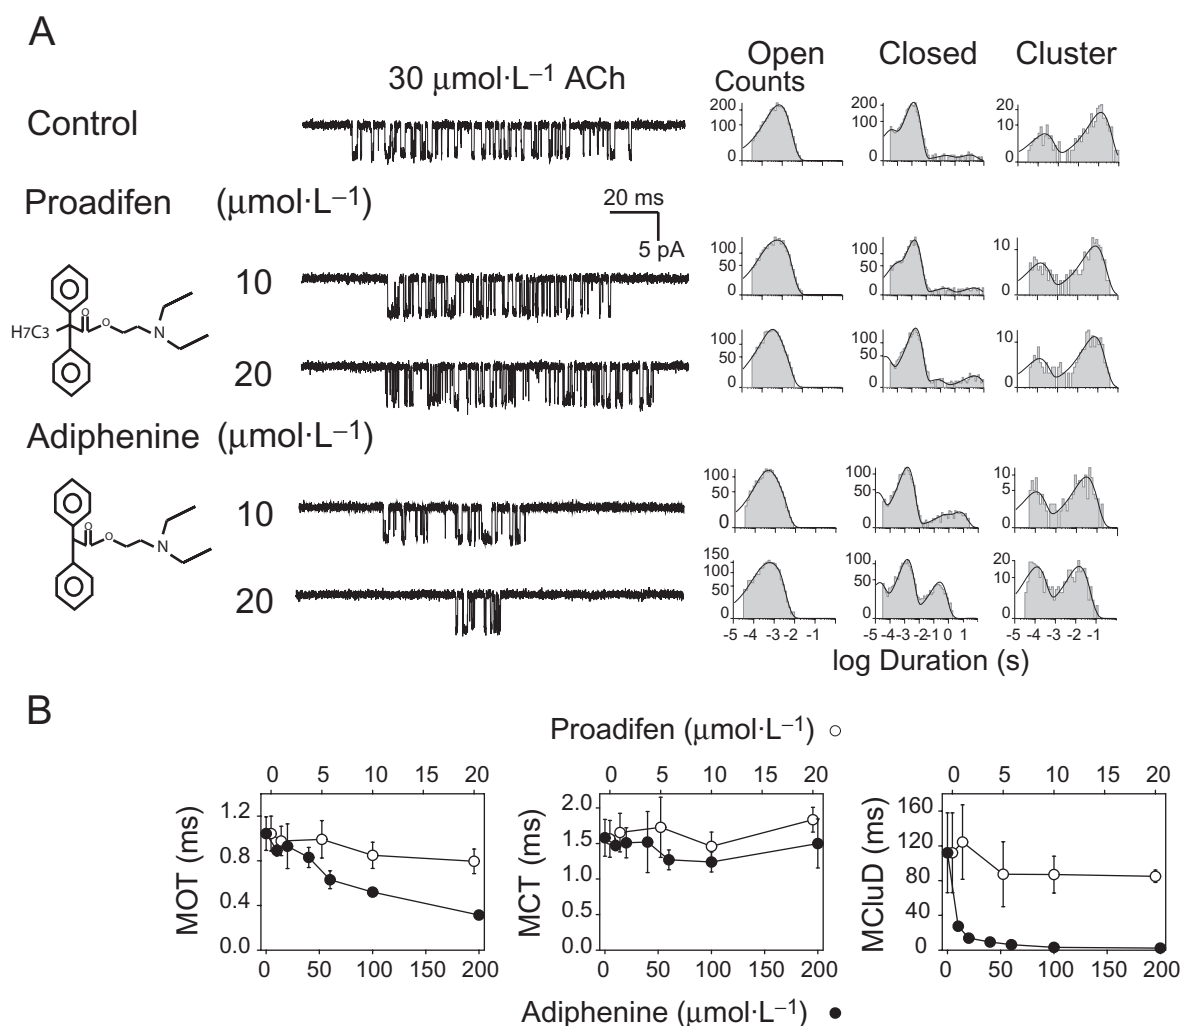 A
30 μmol·L⁻¹ ACh
Open Closed Cluster
Counts
Control
200
100
0
200
100
0
20
10
0
Proadifen (μmol·L⁻¹)
20 ms
5 pA
10
100
50
0
100
50
0
10
0
H7C3
O
O
N
20
100
50
0
100
50
0
10
0
Adiphenine (μmol·L⁻¹)
10
100
50
0
100
50
0
10
5
0
O
O
N
20
150
100
50
0
100
50
0
20
10
0
-5 -4 -3 -2 -1
-5 -4 -3 -2 -1 0 1
-5 -4 -3 -2 -1
log Duration (s)
B
Proadifen (μmol·L⁻¹) ○
0 5 10 15 20
0 5 10 15 20
0 5 10 15 20
MOT (ms)
1.2
0.8
0.4
0.0
MCT (ms)
2.0
1.5
1.0
0.5
0.0
MCluD (ms)
160
120
80
40
0
0 50 100 150 200
0 50 100 150 200
0 50 100 150 200
Adiphenine (μmol·L⁻¹) ●